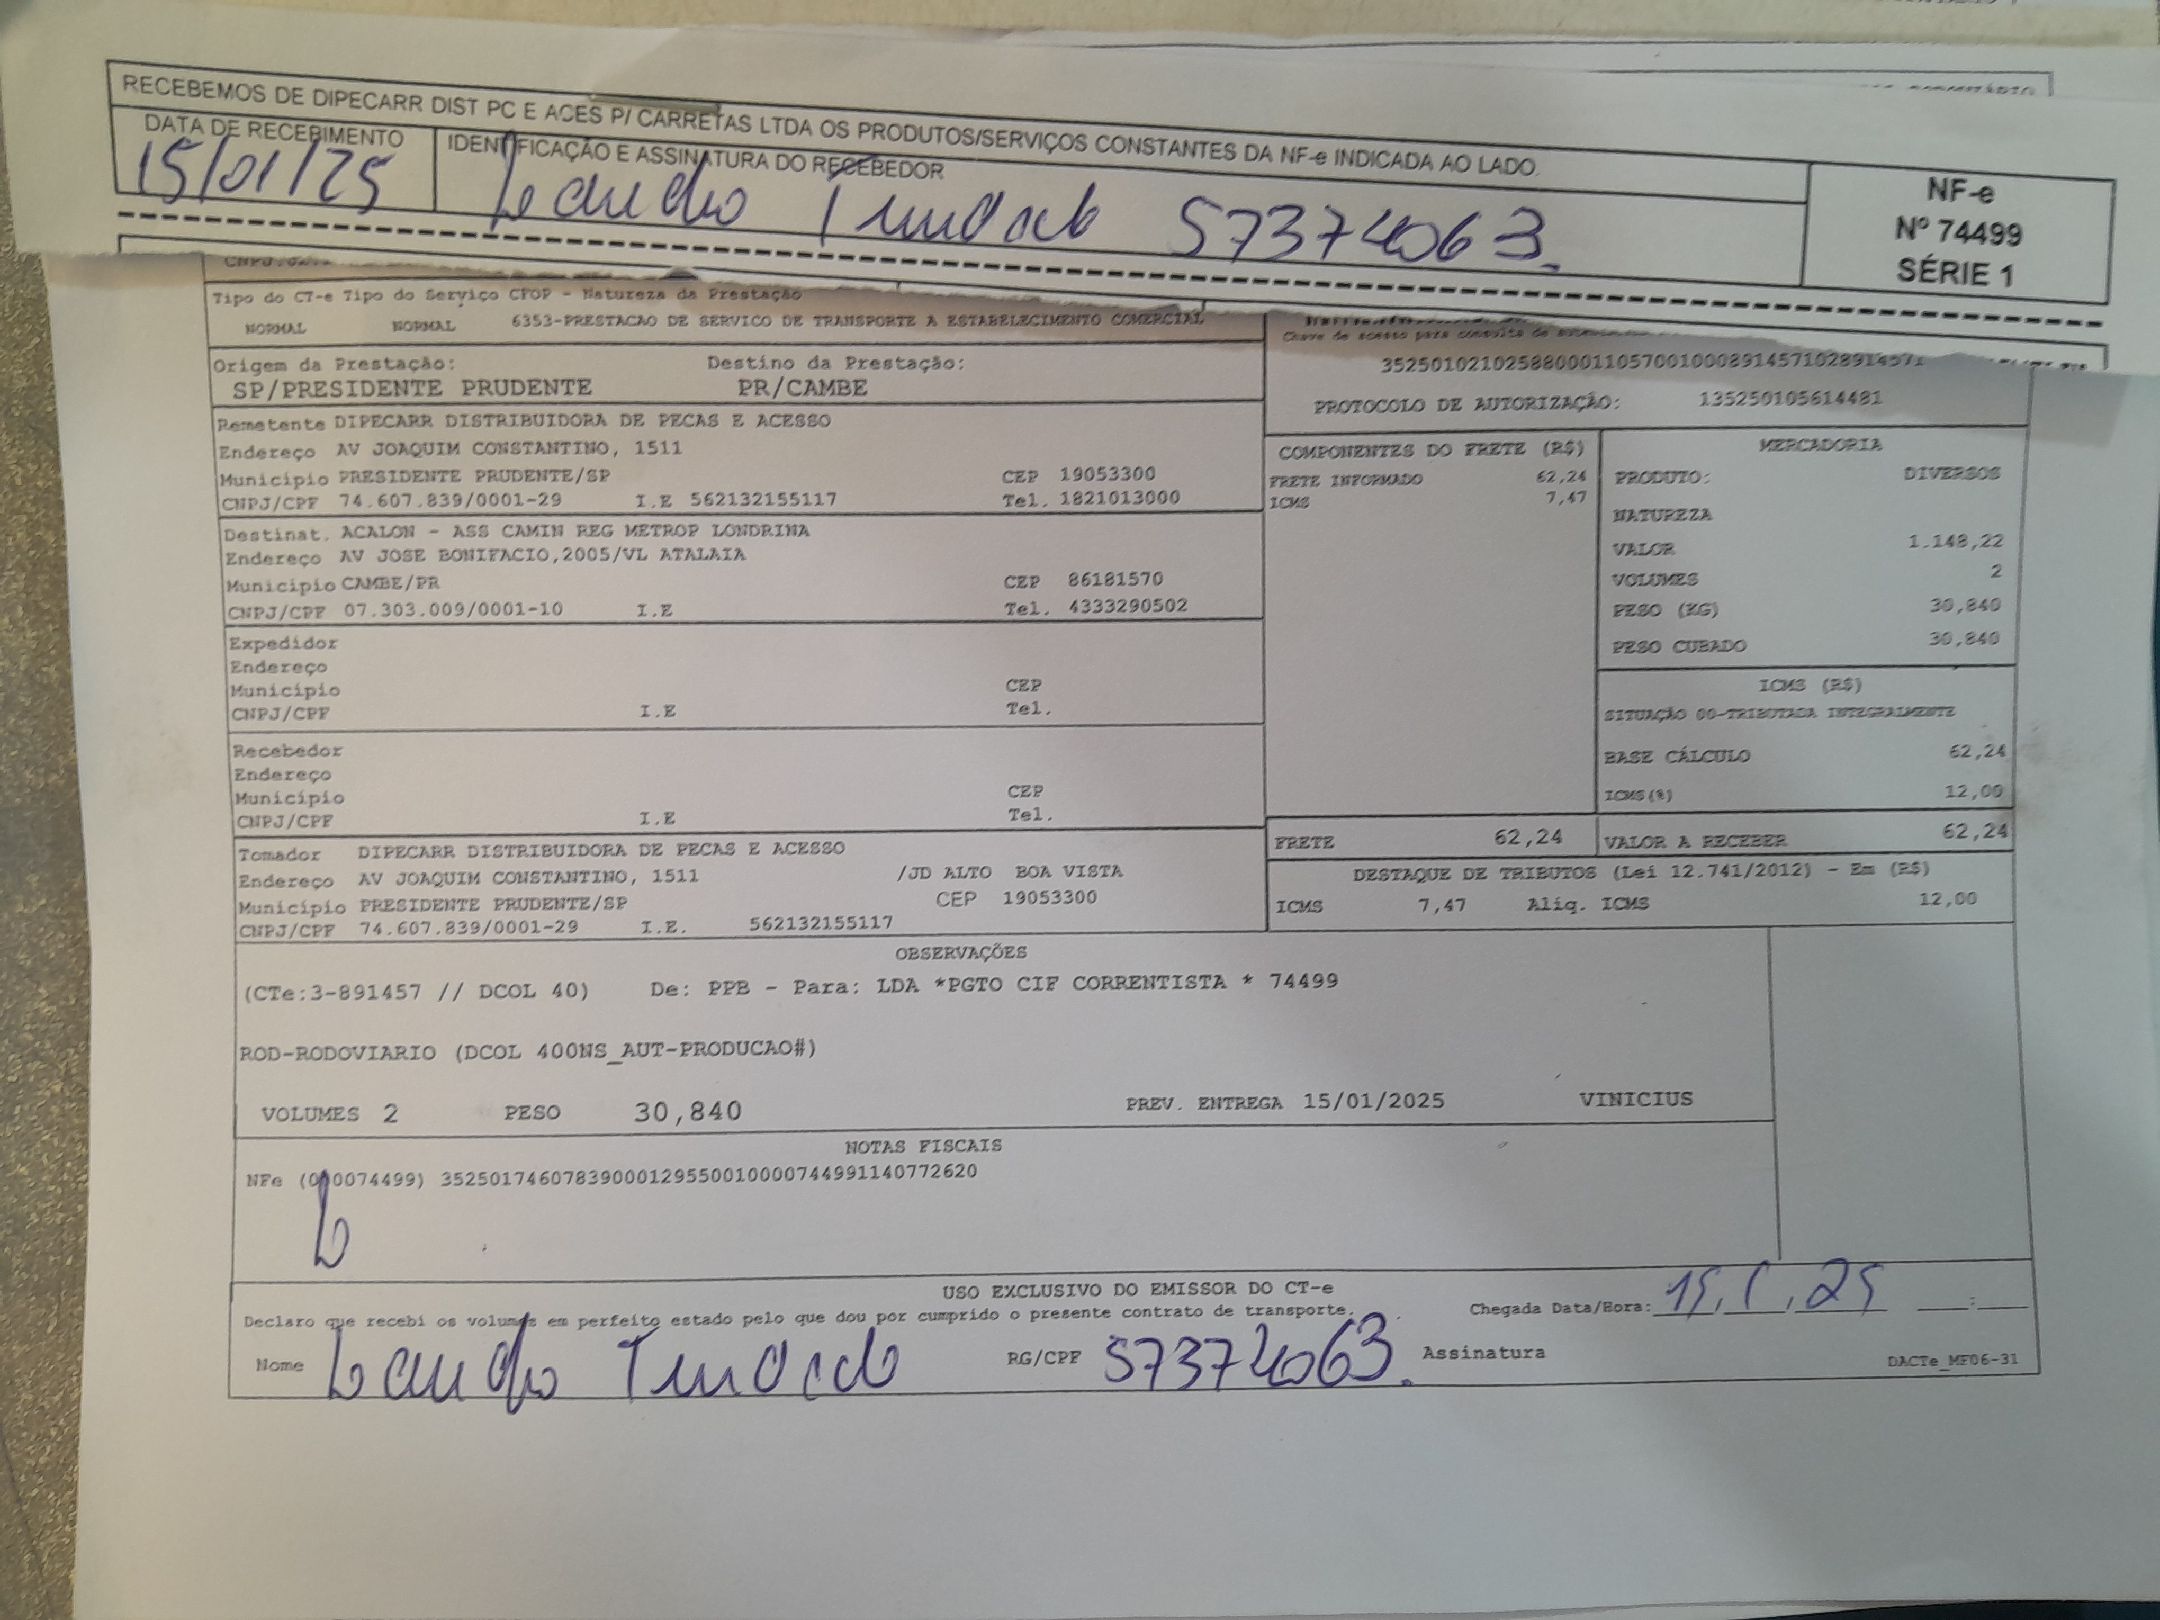 RECEBEMOS DE DIPECARR DIST PC E ACES P/ CARRETAS LTDA OS PRODUTOS/SERVIÇOS CONSTANTES DA NF-e INDICADA AO LADO.
DATA DE RECEBIMENTO
15/01/25
IDENTIFICAÇÃO E ASSINATURA DO RECEBEDOR
57374063
NF-e
Nº 74499
SÉRIE 1
Tipo do CT-e Tipo do Serviço CFOP - Natureza da Prestação
NORMAL NORMAL 6353-PRESTACAO DE SERVICO DE TRANSPORTE A ESTABELECIMENTO COMERCIAL
Origem da Prestação: Destino da Prestação:
SP/PRESIDENTE PRUDENTE PR/CAMBE
Chave de acesso para consulta de
35250102102588000110570010008914571028914571
PROTOCOLO DE AUTORIZAÇÃO: 135250105614481
Remetente DIPECARR DISTRIBUIDORA DE PECAS E ACESSO
Endereço AV JOAQUIM CONSTANTINO, 1511
Município PRESIDENTE PRUDENTE/SP CEP 19053300
CNPJ/CPF 74.607.839/0001-29 I.E 562132155117 Tel. 1821013000
Destinat. ACALON - ASS CAMIN REG METROP LONDRINA
Endereço AV JOSE BONIFACIO,2005/VL ATALAIA
Município CAMBE/PR CEP 86181570
CNPJ/CPF 07.303.009/0001-10 I.E Tel. 4333290502
Expedidor
Endereço
Município CEP
CNPJ/CPF I.E Tel.
Recebedor
Endereço
Município CEP
CNPJ/CPF I.E Tel.
Tomador DIPECARR DISTRIBUIDORA DE PECAS E ACESSO
Endereço AV JOAQUIM CONSTANTINO, 1511 /JD ALTO BOA VISTA
Município PRESIDENTE PRUDENTE/SP CEP 19053300
CNPJ/CPF 74.607.839/0001-29 I.E. 562132155117
COMPONENTES DO FRETE (R$)
FRETE INFORMADO 62,24
ICMS 7,47
MERCADORIA
PRODUTO: DIVERSOS
NATUREZA
VALOR 1.148,22
VOLUMES 2
PESO (KG) 30,840
PESO CUBADO 30,840
ICMS (R$)
SITUAÇÃO 00-TRIBUTADA INTEGRALMENTE
BASE CÁLCULO 62,24
ICMS(%) 12,00
FRETE 62,24 VALOR A RECEBER 62,24
DESTAQUE DE TRIBUTOS (Lei 12.741/2012) - Em (R$)
ICMS 7,47 Aliq. ICMS 12,00
OBSERVAÇÕES
(CTe:3-891457 // DCOL 40) De: PPB - Para: LDA *PGTO CIF CORRENTISTA * 74499
ROD-RODOVIARIO (DCOL 400NS_AUT-PRODUCAO#)
VOLUMES 2 PESO 30,840 PREV. ENTREGA 15/01/2025 VINICIUS
NOTAS FISCAIS
NFe (000074499) 35250174607839000129550010000744991140772620
USO EXCLUSIVO DO EMISSOR DO CT-e
Declaro que recebi os volumes em perfeito estado pelo que dou por cumprido o presente contrato de transporte.
Chegada Data/Hora: 15,1,25 __:__
Nome RG/CPF 57374063 Assinatura
DACTe_MF06-31